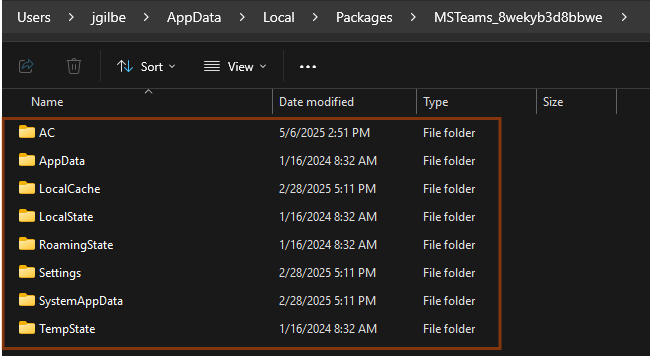 Users > jgilbe > AppData > Local > Packages > MSTeams_8wekyb3d8bbwe >
Sort View ...
Name Date modified Type Size
AC 5/6/2025 2:51 PM File folder
AppData 1/16/2024 8:32 AM File folder
LocalCache 2/28/2025 5:11 PM File folder
LocalState 1/16/2024 8:32 AM File folder
RoamingState 1/16/2024 8:32 AM File folder
Settings 2/28/2025 5:11 PM File folder
SystemAppData 2/28/2025 5:11 PM File folder
TempState 1/16/2024 8:32 AM File folder